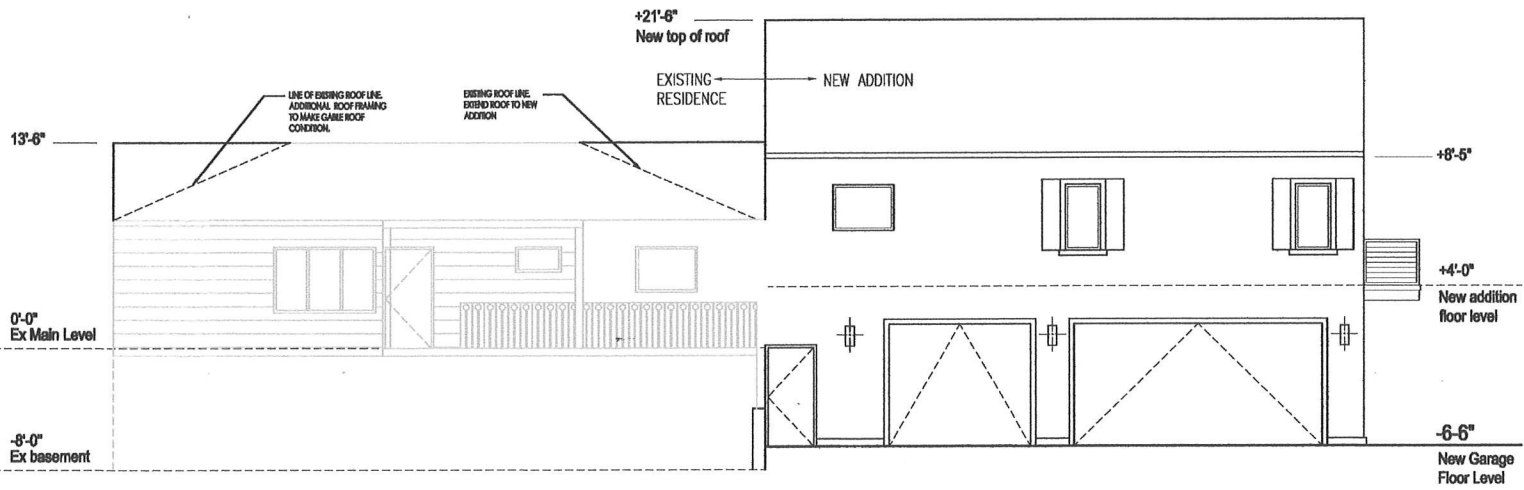 +21'-6"
New top of roof
EXISTING
RESIDENCE
NEW ADDITION
LINE OF EXISTING ROOF LINE.
ADDITIONAL ROOF FRAMING
TO MAKE GABLE ROOF
CONDITION.
EXISTING ROOF LINE.
EXTEND ROOF TO NEW
ADDITION
13'-6"
+8'-5"
+4'-0"
New addition
floor level
0'-0"
Ex Main Level
-8'-0"
Ex basement
-6-6"
New Garage
Floor Level